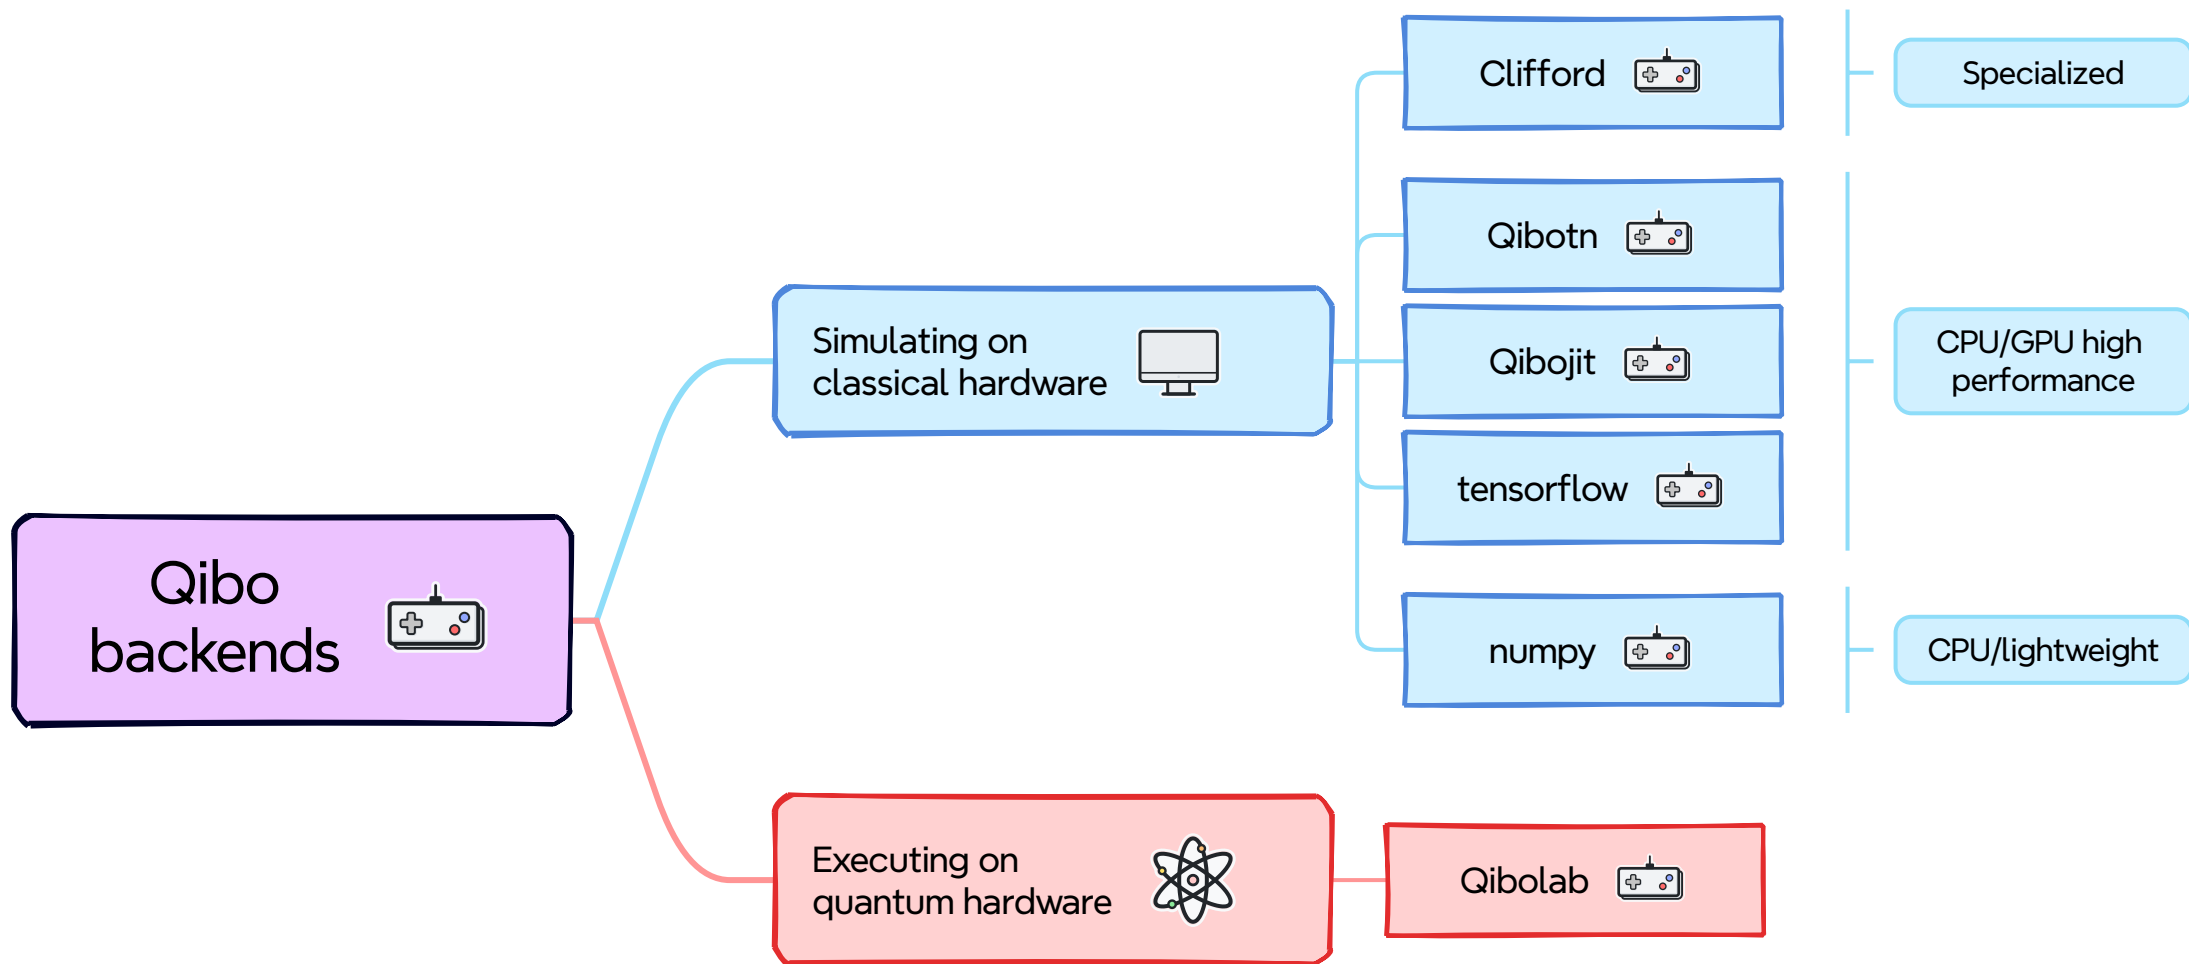 Qibo
backends
Simulating on
classical hardware
Clifford
Qibotn
Qibojit
tensorflow
numpy
Specialized
CPU/GPU high
performance
CPU/lightweight
Executing on
quantum hardware
Qibolab